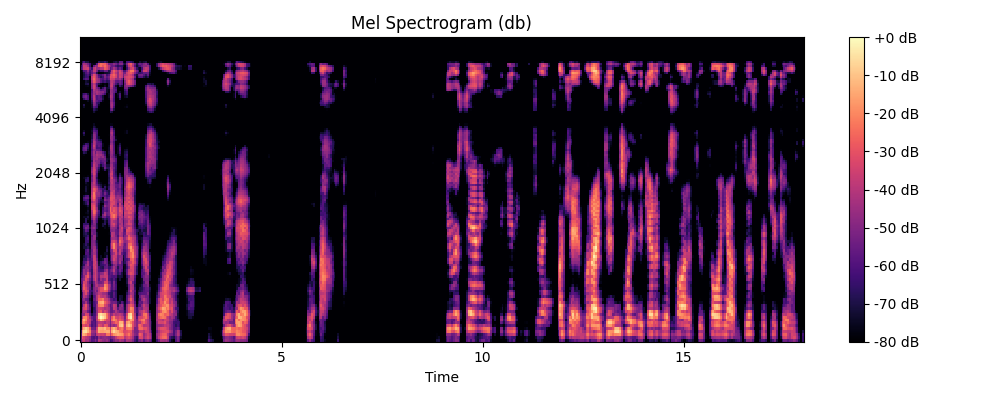 Mel Spectrogram (db)
Hz
8192
4096
2048
1024
512
0
0
5
10
15
Time
+0 dB
-10 dB
-20 dB
-30 dB
-40 dB
-50 dB
-60 dB
-70 dB
-80 dB